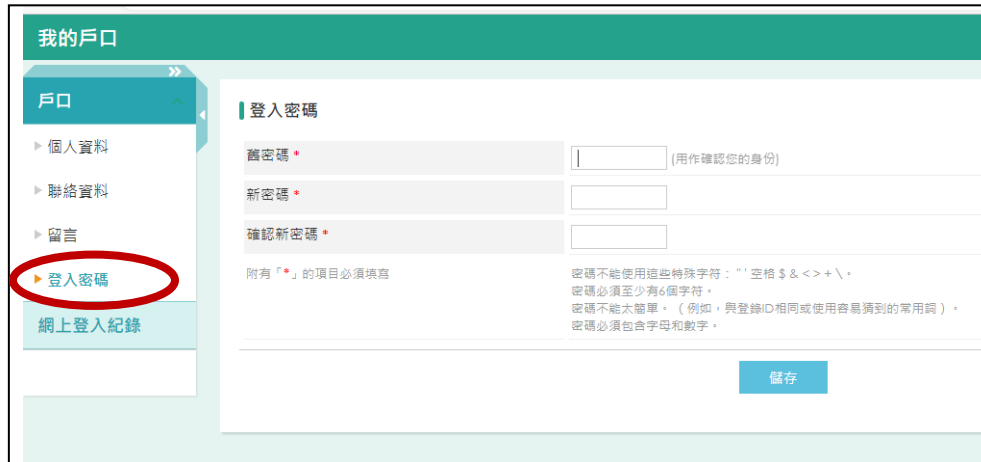 我的戶口
戶口
個人資料
聯絡資料
留言
登入密碼
網上登入紀錄
登入密碼
舊密碼 * (用作確認您的身份)
新密碼 *
確認新密碼 *
附有「*」的項目必須填寫
密碼不能使用這些特殊字符： " ' 空格 $ & < > + \。
密碼必須至少有6個字符。
密碼不能太簡單。（例如，與登錄ID相同或使用容易猜到的常用詞）。
密碼必須包含字母和數字。
儲存